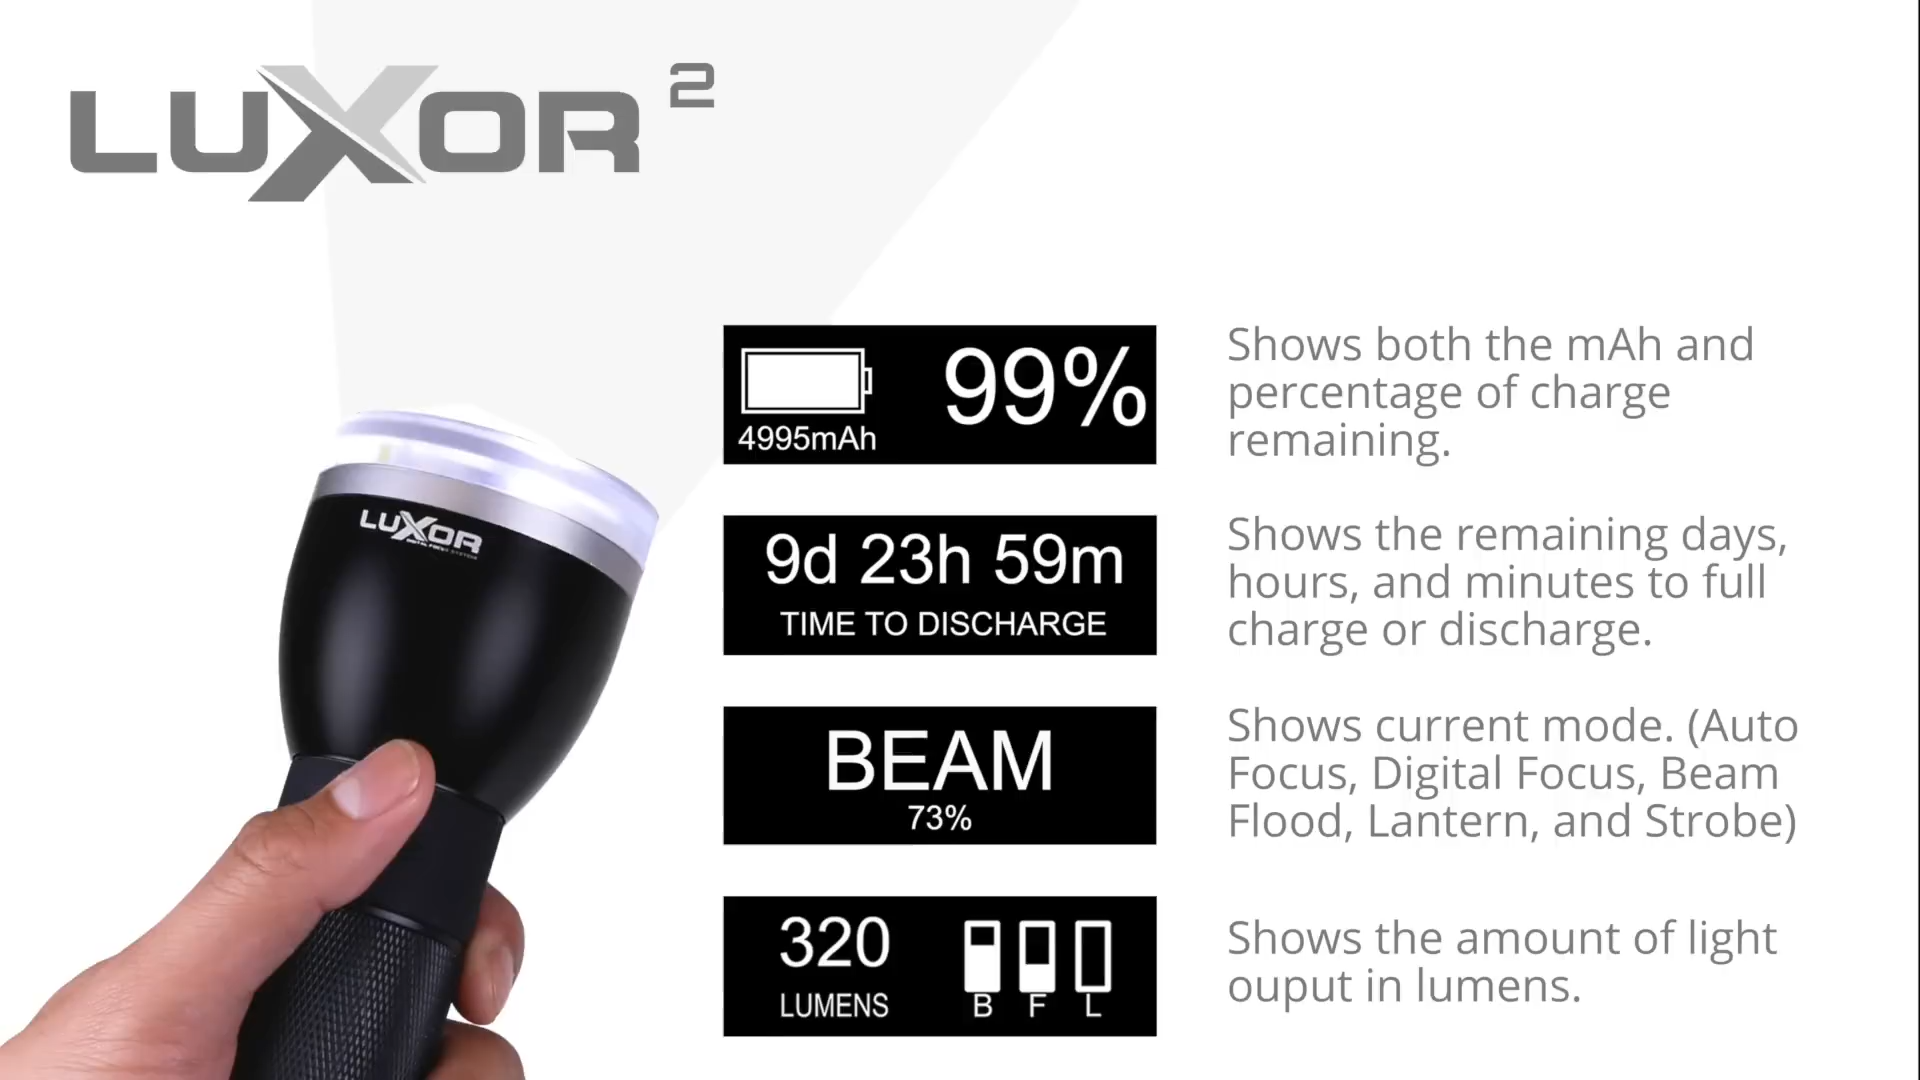 LUXOR 2
LUXOR
99%
4995mAh
Shows both the mAh and
percentage of charge
remaining.
9d 23h 59m
TIME TO DISCHARGE
Shows the remaining days,
hours, and minutes to full
charge or discharge.
BEAM
73%
Shows current mode. (Auto
Focus, Digital Focus, Beam
Flood, Lantern, and Strobe)
320
LUMENS
B F L
Shows the amount of light
ouput in lumens.